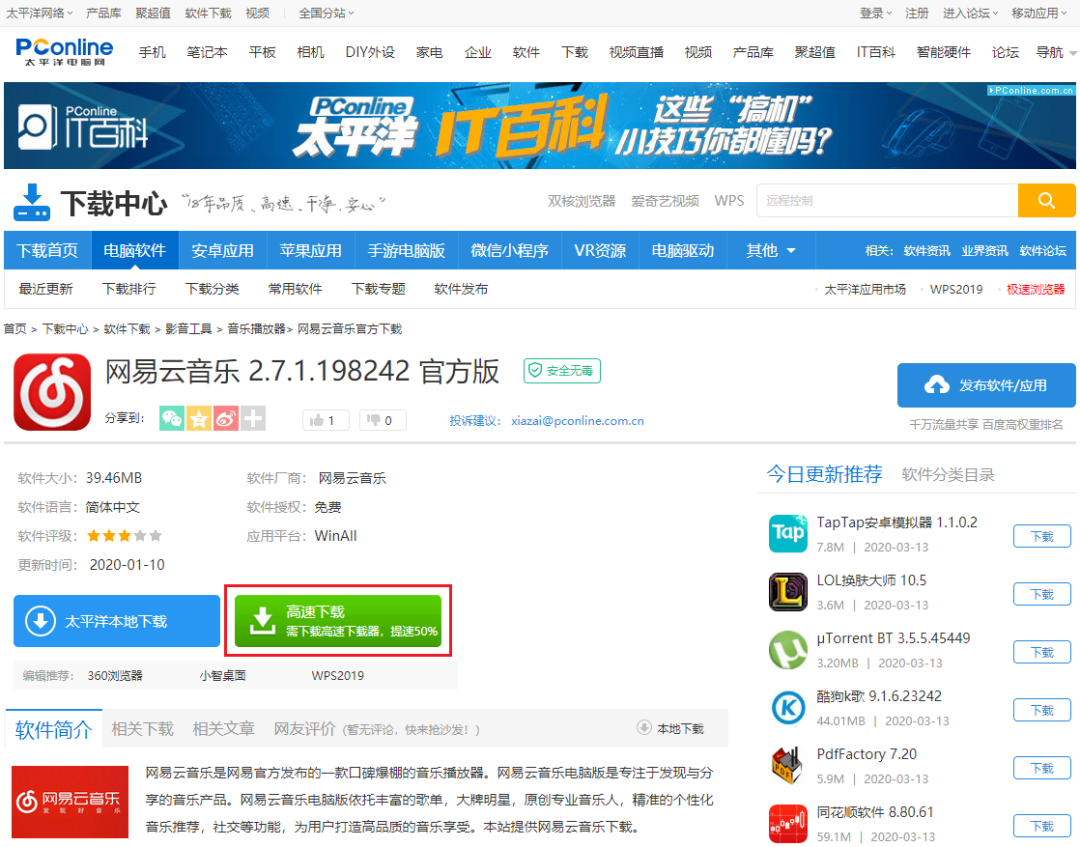 太平洋网络 产品库 聚超值 软件下载 视频 全国分站 登录 注册 进入论坛 移动应用
PConline 太平洋电脑网
手机 笔记本 平板 相机 DIY外设 家电 企业 软件 下载 视频直播 视频 产品库 聚超值 IT百科 智能硬件 论坛 导航
PConline IT百科
PConline 太平洋 IT百科 这些“搞机”小技巧你都懂吗?
PConline.com.cn
下载中心 “18年品质、高速、干净、安心” 双核浏览器 爱奇艺视频 WPS 远程控制
下载首页 电脑软件 安卓应用 苹果应用 手游电脑版 微信小程序 VR资源 电脑驱动 其他 相关: 软件资讯 业界资讯 软件论坛
最近更新 下载排行 下载分类 常用软件 下载专题 软件发布 太平洋应用市场 WPS2019 极速浏览器
首页 > 下载中心 > 软件下载 > 影音工具 > 音乐播放器> 网易云音乐官方下载
网易云音乐 2.7.1.198242 官方版 安全无毒
分享到: 1 0 投诉建议: xiazai@pconline.com.cn
发布软件/应用
千万流量共享 百度高权重排名
软件大小: 39.46MB 软件厂商: 网易云音乐
软件语言: 简体中文 软件授权: 免费
软件评级: 应用平台: WinAll
更新时间: 2020-01-10
太平洋本地下载
高速下载
需下载高速下载器，提速50%
编辑推荐: 360浏览器 小智桌面 WPS2019
软件简介 相关下载 相关文章 网友评价 (暂无评论，快来抢沙发！) 本地下载
网易云音乐
发现好音乐
网易云音乐是网易官方发布的一款口碑爆棚的音乐播放器。网易云音乐电脑版是专注于发现与分
享的音乐产品。网易云音乐电脑版依托丰富的歌单，大牌明星，原创专业音乐人，精准的个性化
音乐推荐，社交等功能，为用户打造高品质的音乐享受。本站提供网易云音乐下载。
今日更新推荐 软件分类目录
Tap
TapTap安卓模拟器 1.1.0.2
7.8M | 2020-03-13
下载
LOL换肤大师 10.5
3.6M | 2020-03-13
下载
µTorrent BT 3.5.5.45449
3.20MB | 2020-03-13
下载
酷狗k歌 9.1.6.23242
44.01MB | 2020-03-13
下载
PdfFactory 7.20
5.9M | 2020-03-13
下载
同花顺软件 8.80.61
59.1M | 2020-03-13
下载